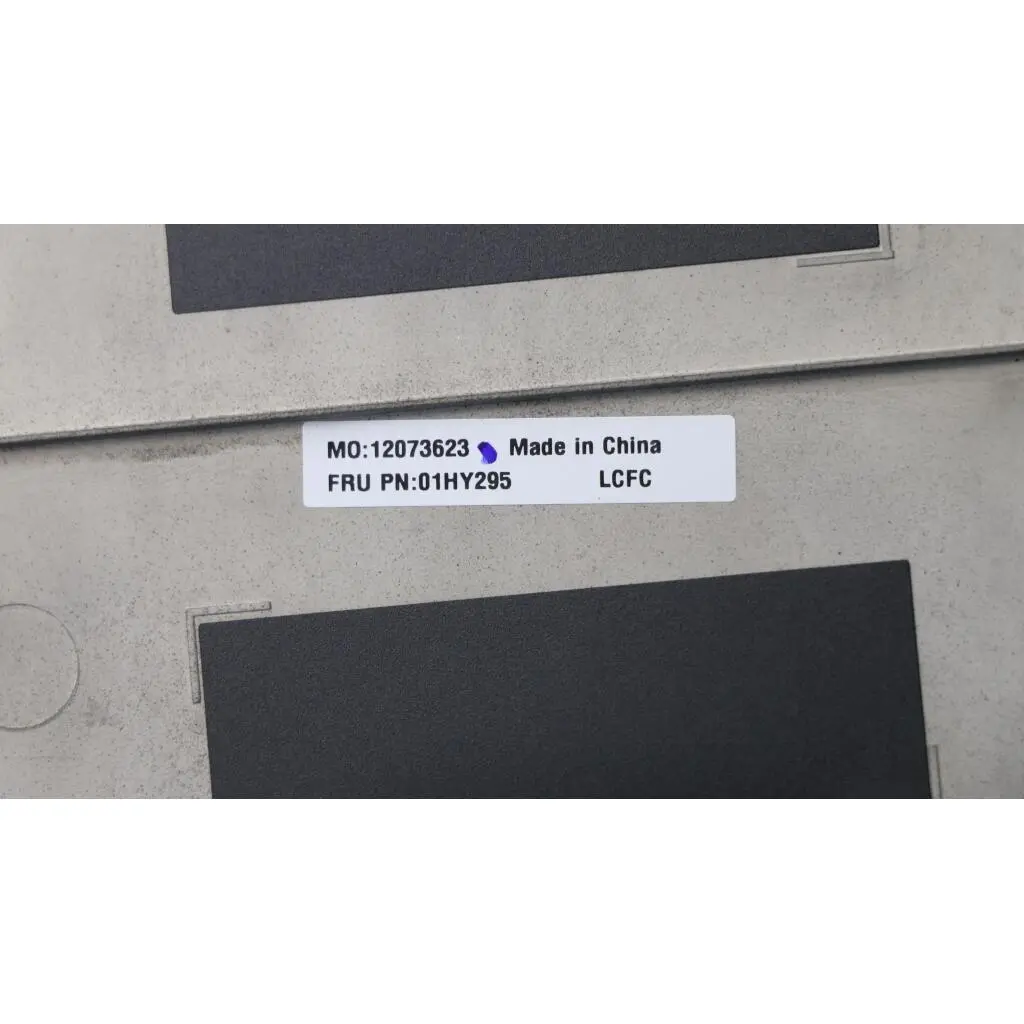 MO:12073623 Made in China
FRU PN:01HY295 LCFC